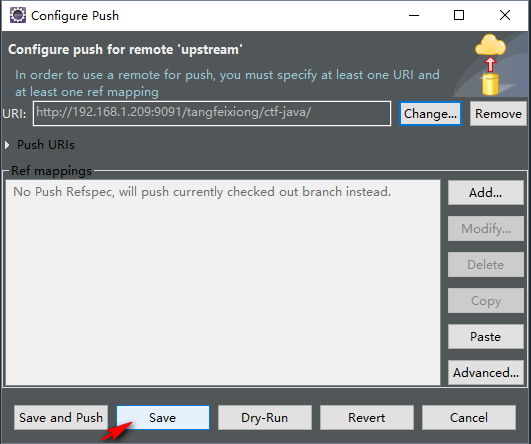 Configure Push
Configure push for remote 'upstream'
In order to use a remote for push, you must specify at least one URI and
at least one ref mapping
URI: http://192.168.1.209:9091/tangfeixiong/ctf-java/ Change... Remove
Push URIs
Ref mappings
No Push Refspec, will push currently checked out branch instead.
Add...
Modify...
Delete
Copy
Paste
Advanced...
Save and Push Save Dry-Run Revert Cancel